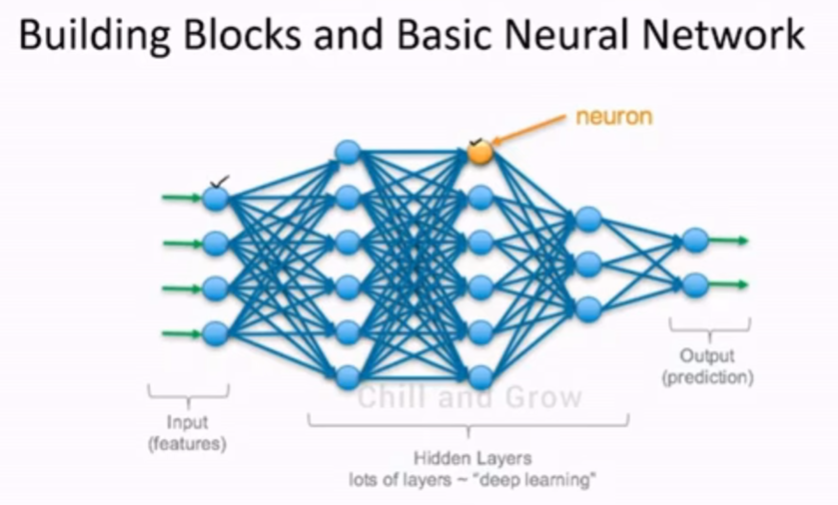 Building Blocks and Basic Neural Network
neuron
Chill and Grow
Input
(features)
Hidden Layers
lots of layers ~ "deep learning"
Output
(prediction)